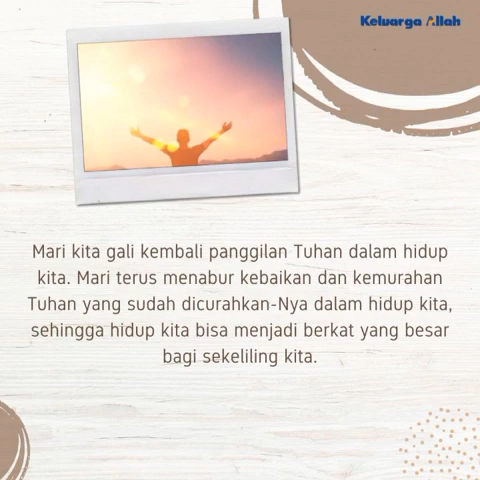 Keluarga Allah
Mari kita gali kembali panggilan Tuhan dalam hidup
kita. Mari terus menabur kebaikan dan kemurahan
Tuhan yang sudah dicurahkan-Nya dalam hidup kita,
sehingga hidup kita bisa menjadi berkat yang besar
bagi sekeliling kita.